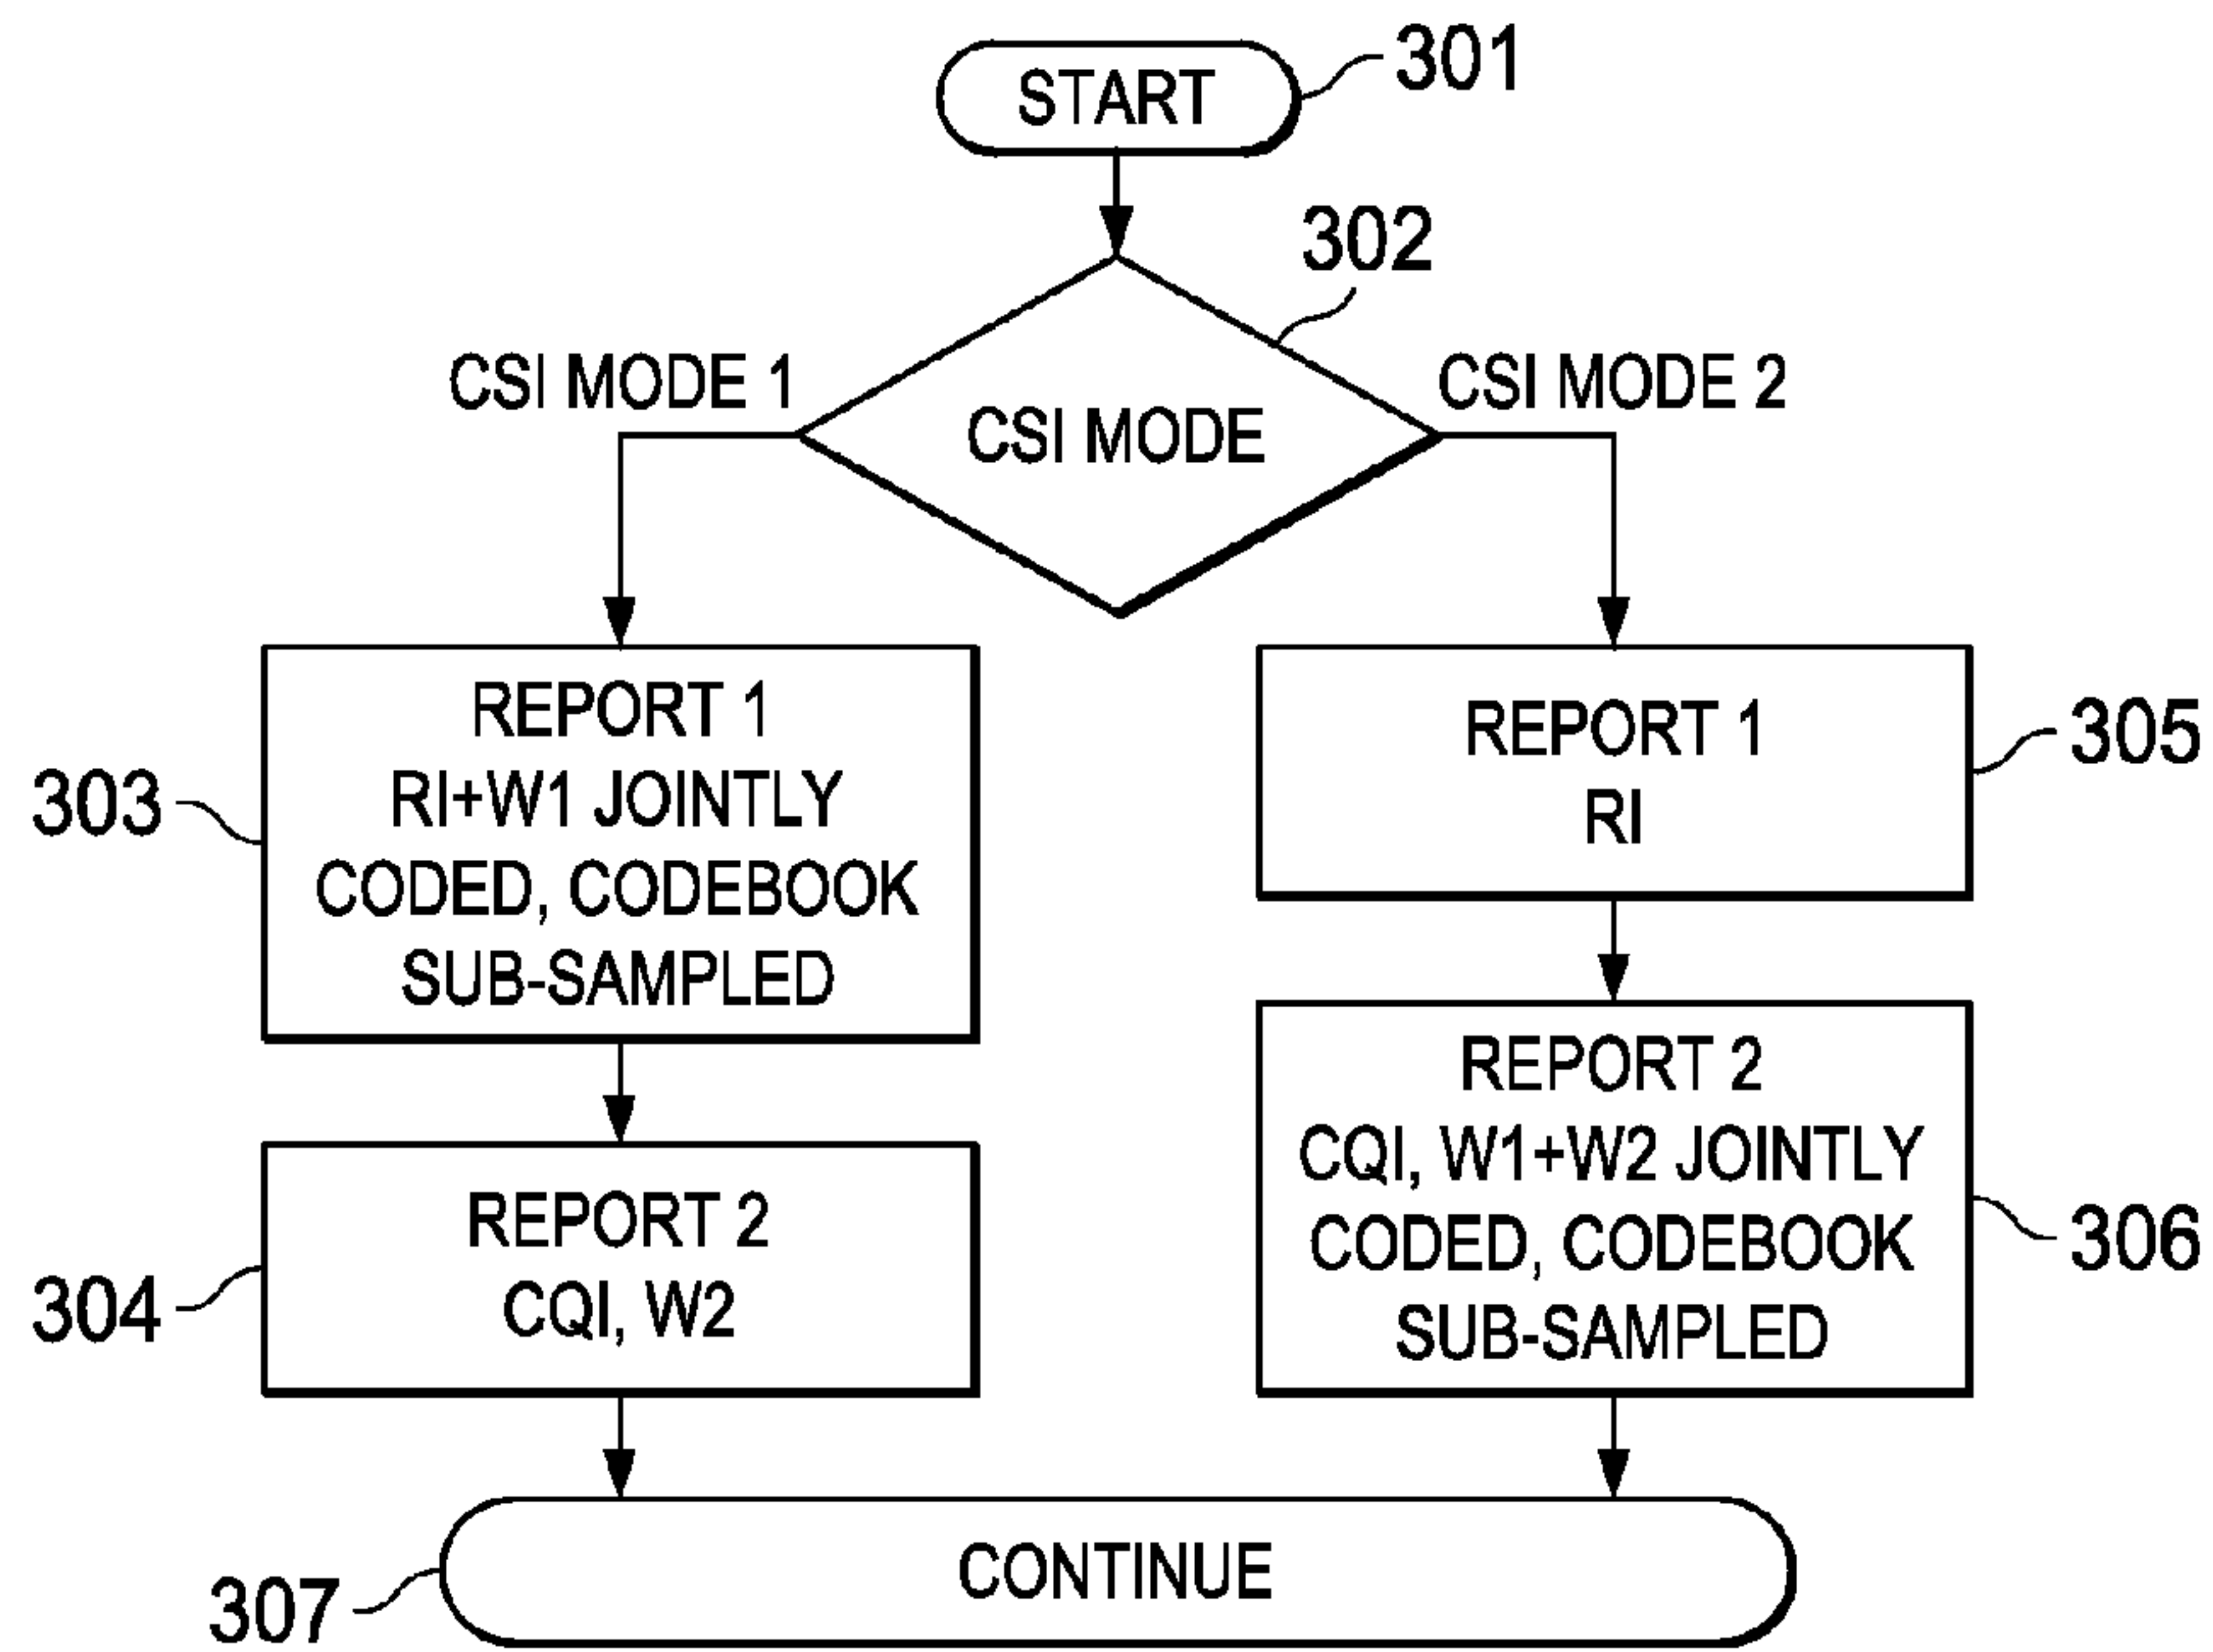 START
301
302
CSI MODE 1
CSI MODE
CSI MODE 2
REPORT 1
RI+W1 JOINTLY
CODED, CODEBOOK
SUB-SAMPLED
303
REPORT 2
CQI, W2
304
REPORT 1
RI
305
REPORT 2
CQI, W1+W2 JOINTLY
CODED, CODEBOOK
SUB-SAMPLED
306
CONTINUE
307